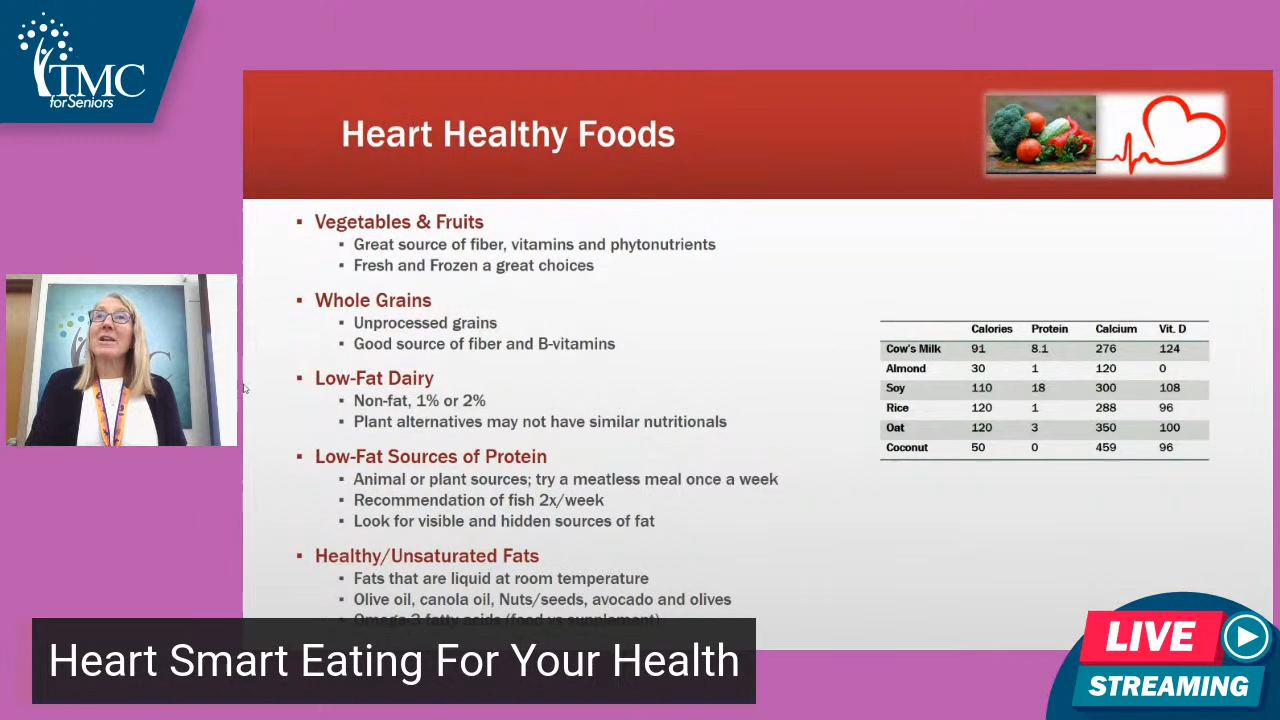 TMC
for Seniors
Heart Healthy Foods
Vegetables & Fruits
Great source of fiber, vitamins and phytonutrients
Fresh and Frozen a great choices
Whole Grains
Unprocessed grains
Good source of fiber and B-vitamins
Low-Fat Dairy
Non-fat, 1% or 2%
Plant alternatives may not have similar nutritionals
Low-Fat Sources of Protein
Animal or plant sources; try a meatless meal once a week
Recommendation of fish 2x/week
Look for visible and hidden sources of fat
Healthy/Unsaturated Fats
Fats that are liquid at room temperature
Olive oil, canola oil, Nuts/seeds, avocado and olives
Omega-3 fatty acids (food vs supplement)
Calories Protein Calcium Vit. D
Cow's Milk 91 8.1 276 124
Almond 30 1 120 0
Soy 110 18 300 108
Rice 120 1 288 96
Oat 120 3 350 100
Coconut 50 0 459 96
Heart Smart Eating For Your Health
LIVE
STREAMING